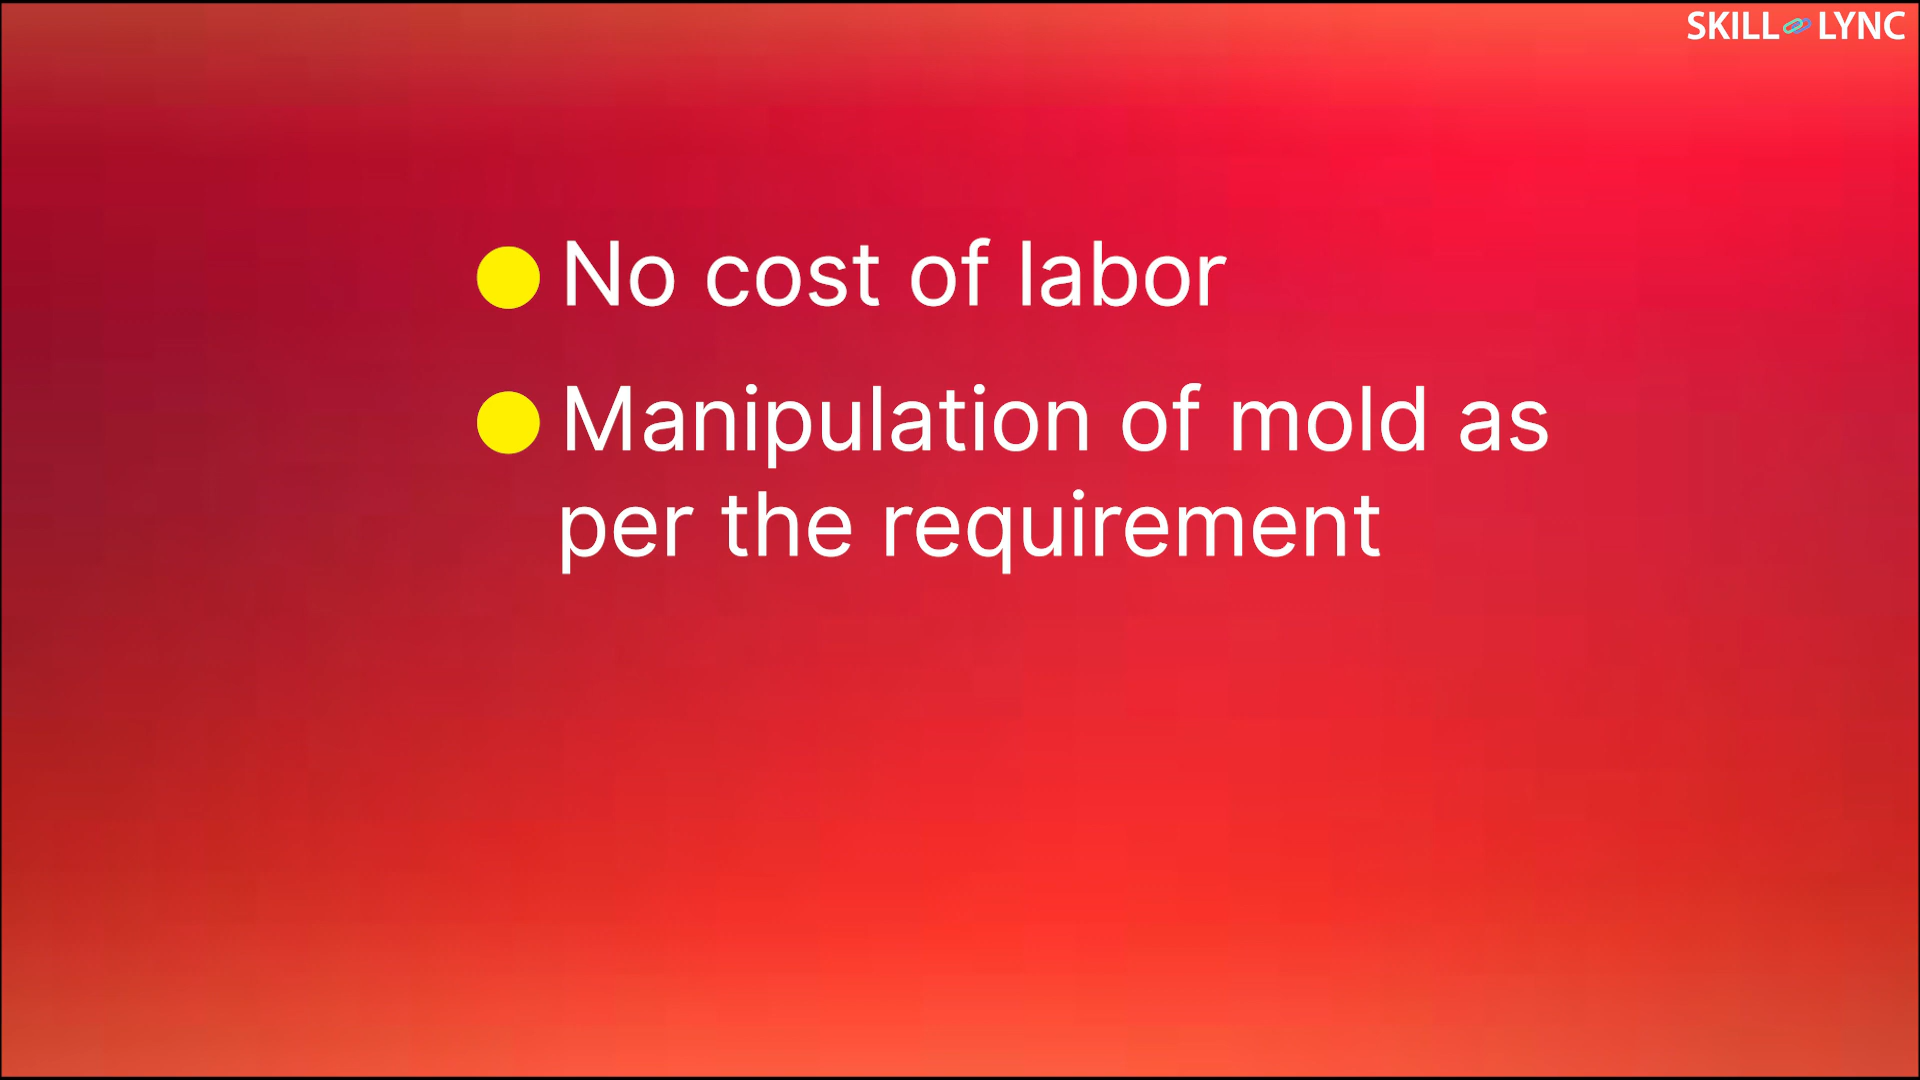 SKILL LYNC
No cost of labor
Manipulation of mold as
per the requirement